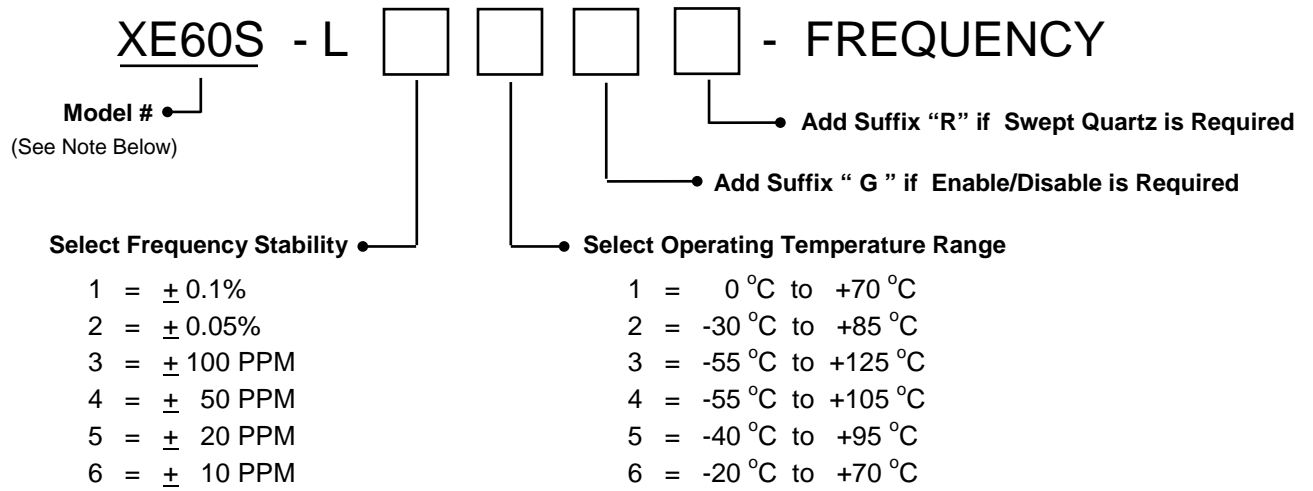 XE60S - L - FREQUENCY
Model #
(See Note Below)
Add Suffix “R” if Swept Quartz is Required
Add Suffix “ G ” if Enable/Disable is Required
Select Frequency Stability
1 = ± 0.1%
2 = ± 0.05%
3 = ± 100 PPM
4 = ± 50 PPM
5 = ± 20 PPM
6 = ± 10 PPM
Select Operating Temperature Range
1 = 0 °C to +70 °C
2 = -30 °C to +85 °C
3 = -55 °C to +125 °C
4 = -55 °C to +105 °C
5 = -40 °C to +95 °C
6 = -20 °C to +70 °C